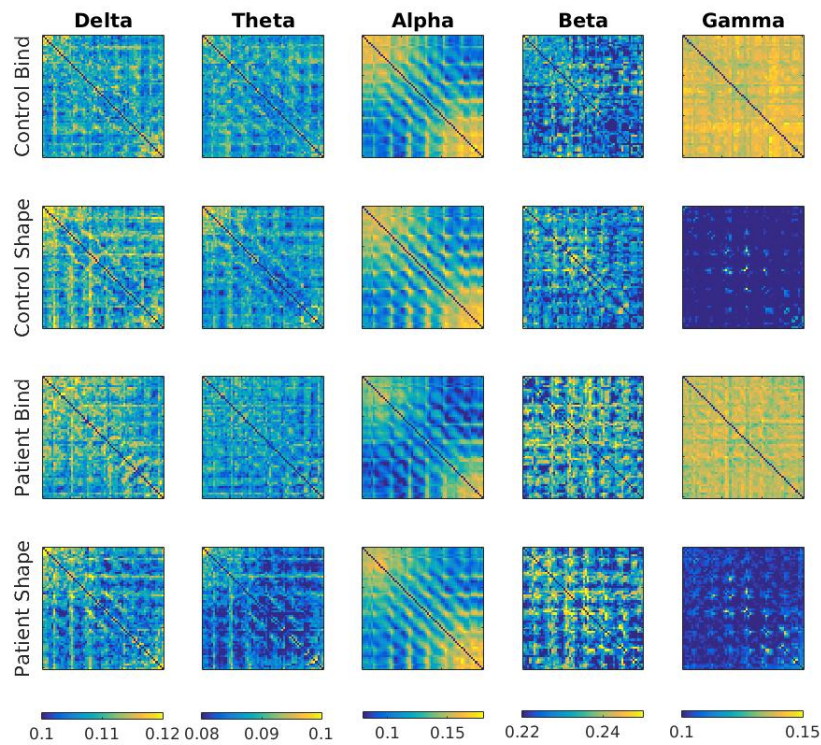 Delta Theta Alpha Beta Gamma
Control Bind
Control Shape
Patient Bind
Patient Shape
0.1 0.11 0.12 0.08 0.09 0.1 0.1 0.15 0.22 0.24 0.1 0.15